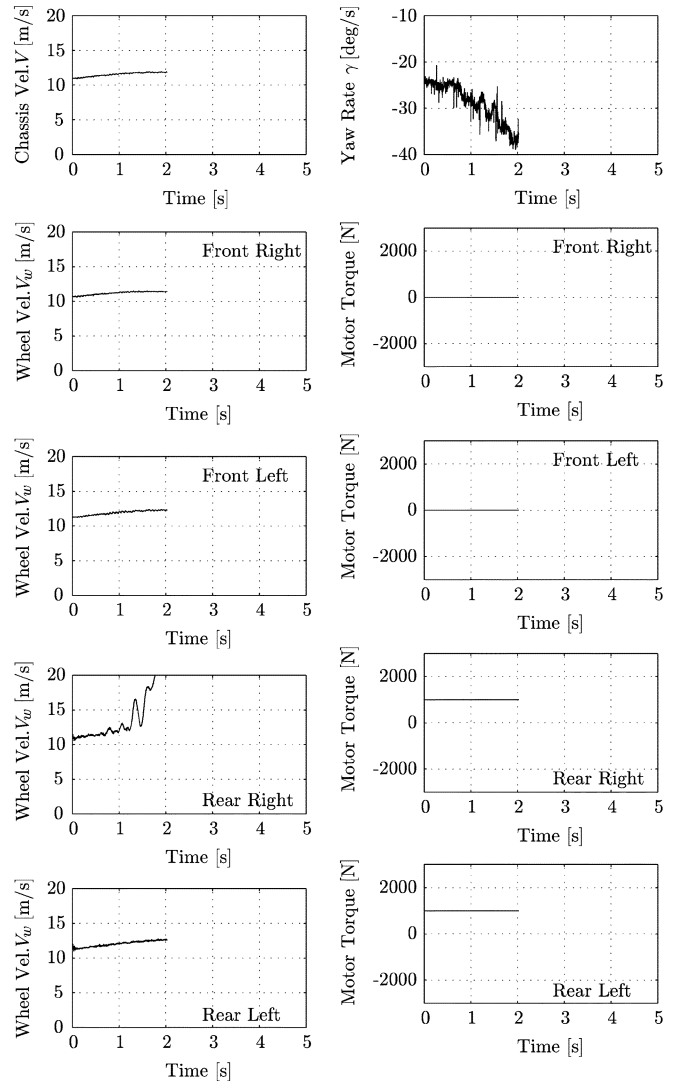 Chassis Vel.V [m/s]
20
15
10
5
0
0 1 2 3 4 5
Time [s]
Yaw Rate γ [deg/s]
-10
-20
-30
-40
0 1 2 3 4 5
Time [s]
Wheel Vel.Vw [m/s]
20
15
10
5
0
Front Right
0 1 2 3 4 5
Time [s]
Motor Torque [N]
2000
0
-2000
Front Right
0 1 2 3 4 5
Time [s]
Wheel Vel.Vw [m/s]
20
15
10
5
0
Front Left
0 1 2 3 4 5
Time [s]
Motor Torque [N]
2000
0
-2000
Front Left
0 1 2 3 4 5
Time [s]
Wheel Vel.Vw [m/s]
20
15
10
5
0
Rear Right
0 1 2 3 4 5
Time [s]
Motor Torque [N]
2000
0
-2000
Rear Right
0 1 2 3 4 5
Time [s]
Wheel Vel.Vw [m/s]
20
15
10
5
0
Rear Left
0 1 2 3 4 5
Time [s]
Motor Torque [N]
2000
0
-2000
Rear Left
0 1 2 3 4 5
Time [s]